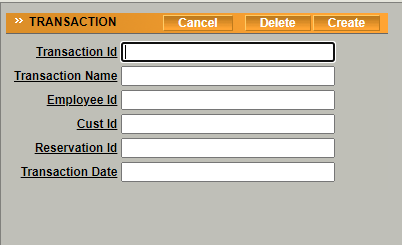 » TRANSACTION Cancel Delete Create
Transaction Id
Transaction Name
Employee Id
Cust Id
Reservation Id
Transaction Date